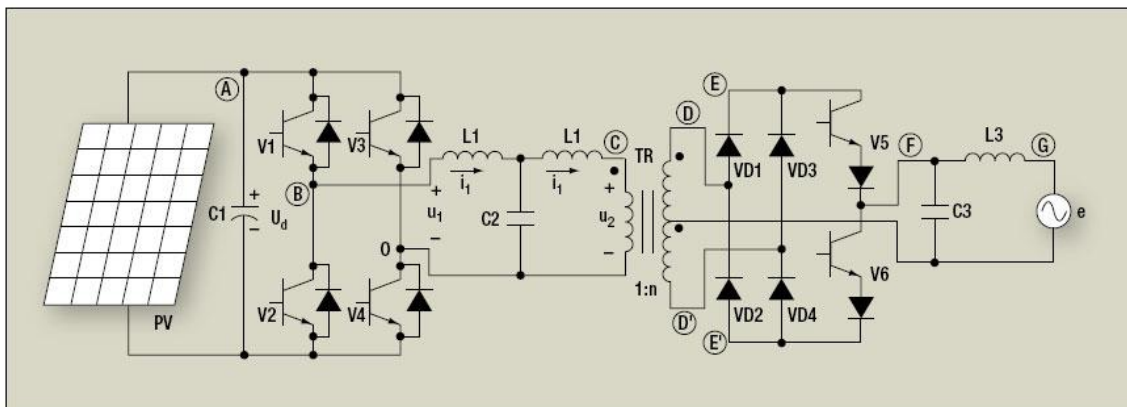 A
E
D
V1
V3
L1
L1
C
TR
VD1
VD3
V5
F
L3
G
B
i₁
i₁
C1
+
U_d
−
+
u₁
−
C2
+
u₂
−
C3
e
O
V2
V4
1:n
VD2
VD4
V6
PV
D'
E'